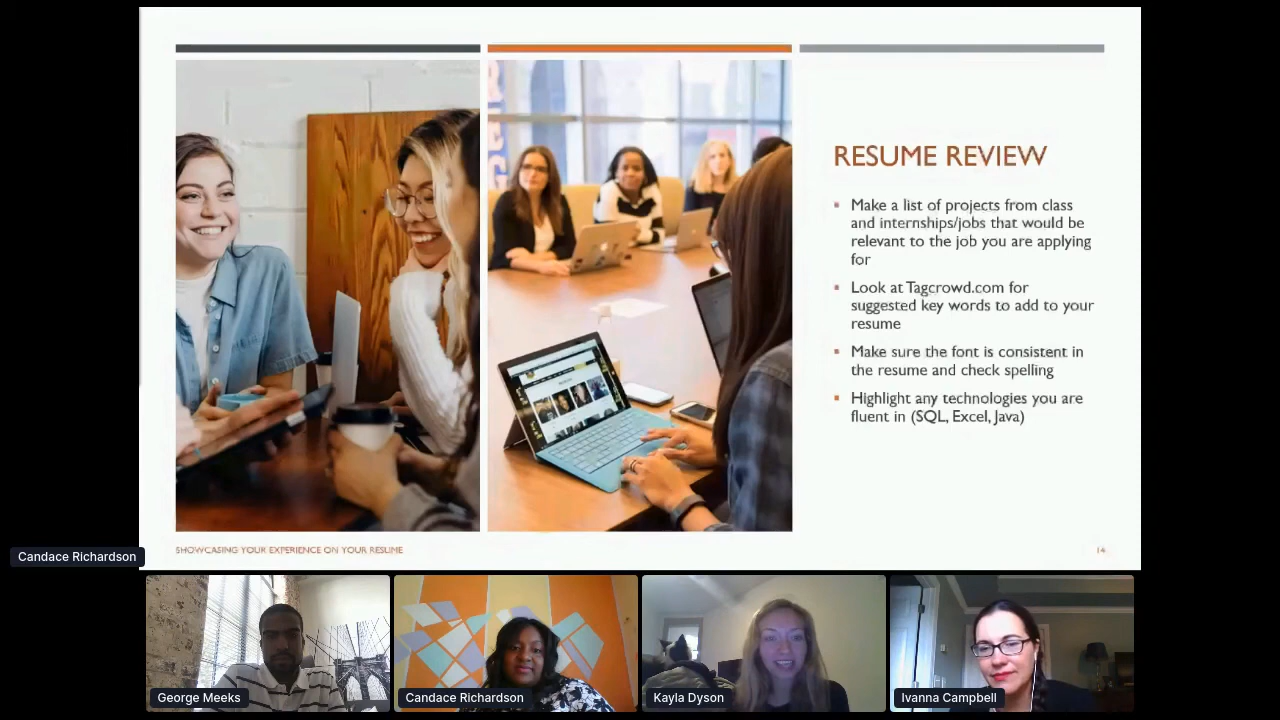 RESUME REVIEW
Make a list of projects from class
and internships/jobs that would be
relevant to the job you are applying
for
Look at Tagcrowd.com for
suggested key words to add to your
resume
Make sure the font is consistent in
the resume and check spelling
Highlight any technologies you are
fluent in (SQL, Excel, Java)
SHOWCASING YOUR EXPERIENCE ON YOUR RESUME
14
Candace Richardson
George Meeks
Candace Richardson
Kayla Dyson
Ivanna Campbell